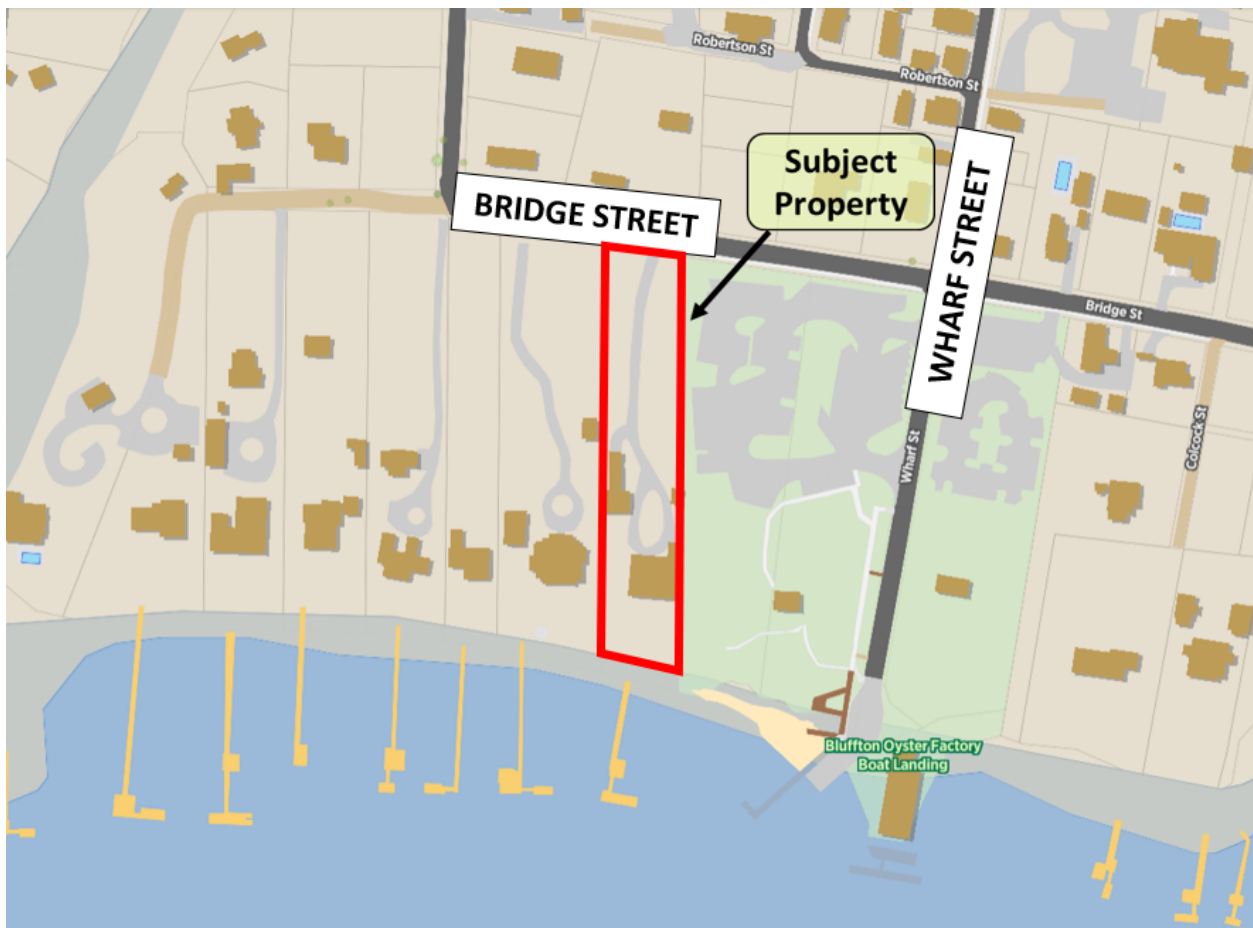 Robertson St
Robertson St
Subject
Property
BRIDGE STREET
WHARF STREET
Bridge St
Colcock St
Wharf St
Bluffton Oyster Factory
Boat Landing